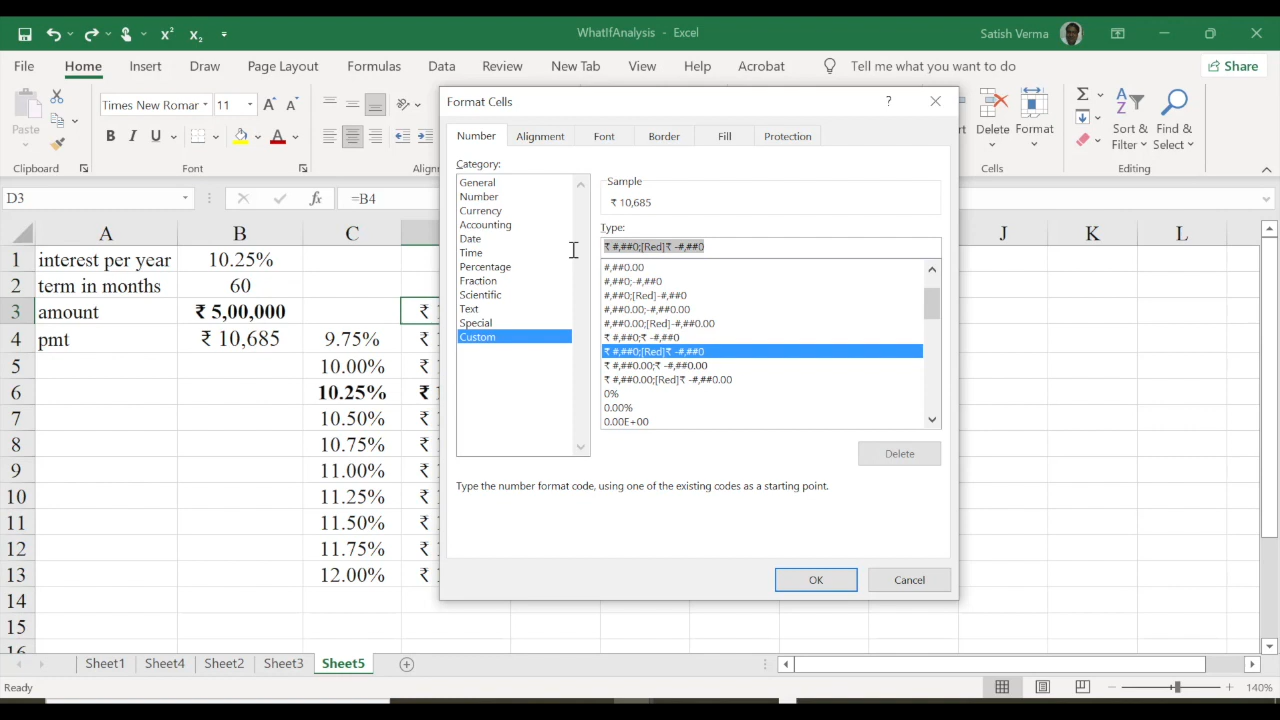 WhatIfAnalysis - Excel
Satish Verma
File Home Insert Draw Page Layout Formulas Data Review New Tab View Help Acrobat Tell me what you want to do Share
Paste
Times New Romar 11
B I U
Clipboard Font
Delete Format
Sort & Filter
Find & Select
Cells Editing
D3 fx =B4
Format Cells ?
Number Alignment Font Border Fill Protection
Category:
General
Number
Currency
Accounting
Date
Time
Percentage
Fraction
Scientific
Text
Special
Custom
Sample
₹ 10,685
Type:
₹ #,##0;[Red]₹ -#,##0
#,##0.00
#,##0;-#,##0
#,##0;[Red]-#,##0
#,##0.00;-#,##0.00
#,##0.00;[Red]-#,##0.00
₹ #,##0;₹ -#,##0
₹ #,##0;[Red]₹ -#,##0
₹ #,##0.00;₹ -#,##0.00
₹ #,##0.00;[Red]₹ -#,##0.00
0%
0.00%
0.00E+00
Delete
Type the number format code, using one of the existing codes as a starting point.
OK Cancel
A B C J K L
1 interest per year 10.25%
2 term in months 60
3 amount ₹ 5,00,000
4 pmt ₹ 10,685 9.75%
5 10.00%
6 10.25%
7 10.50%
8 10.75%
9 11.00%
10 11.25%
11 11.50%
12 11.75%
13 12.00%
14
15
Sheet1 Sheet4 Sheet2 Sheet3 Sheet5
Ready 140%